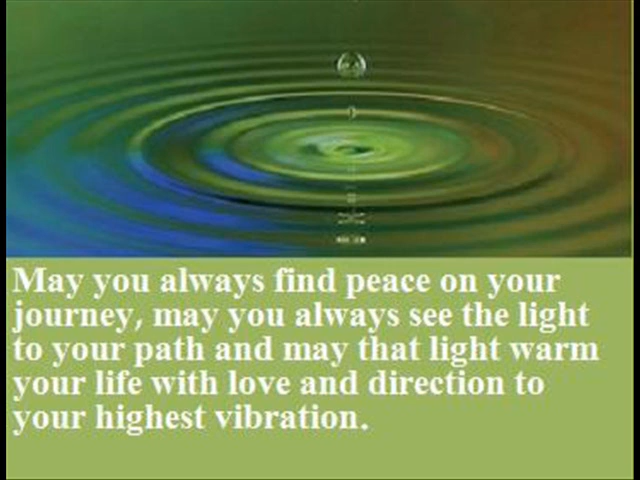 May you always find peace on your
journey, may you always see the light
to your path and may that light warm
your life with love and direction to
your highest vibration.